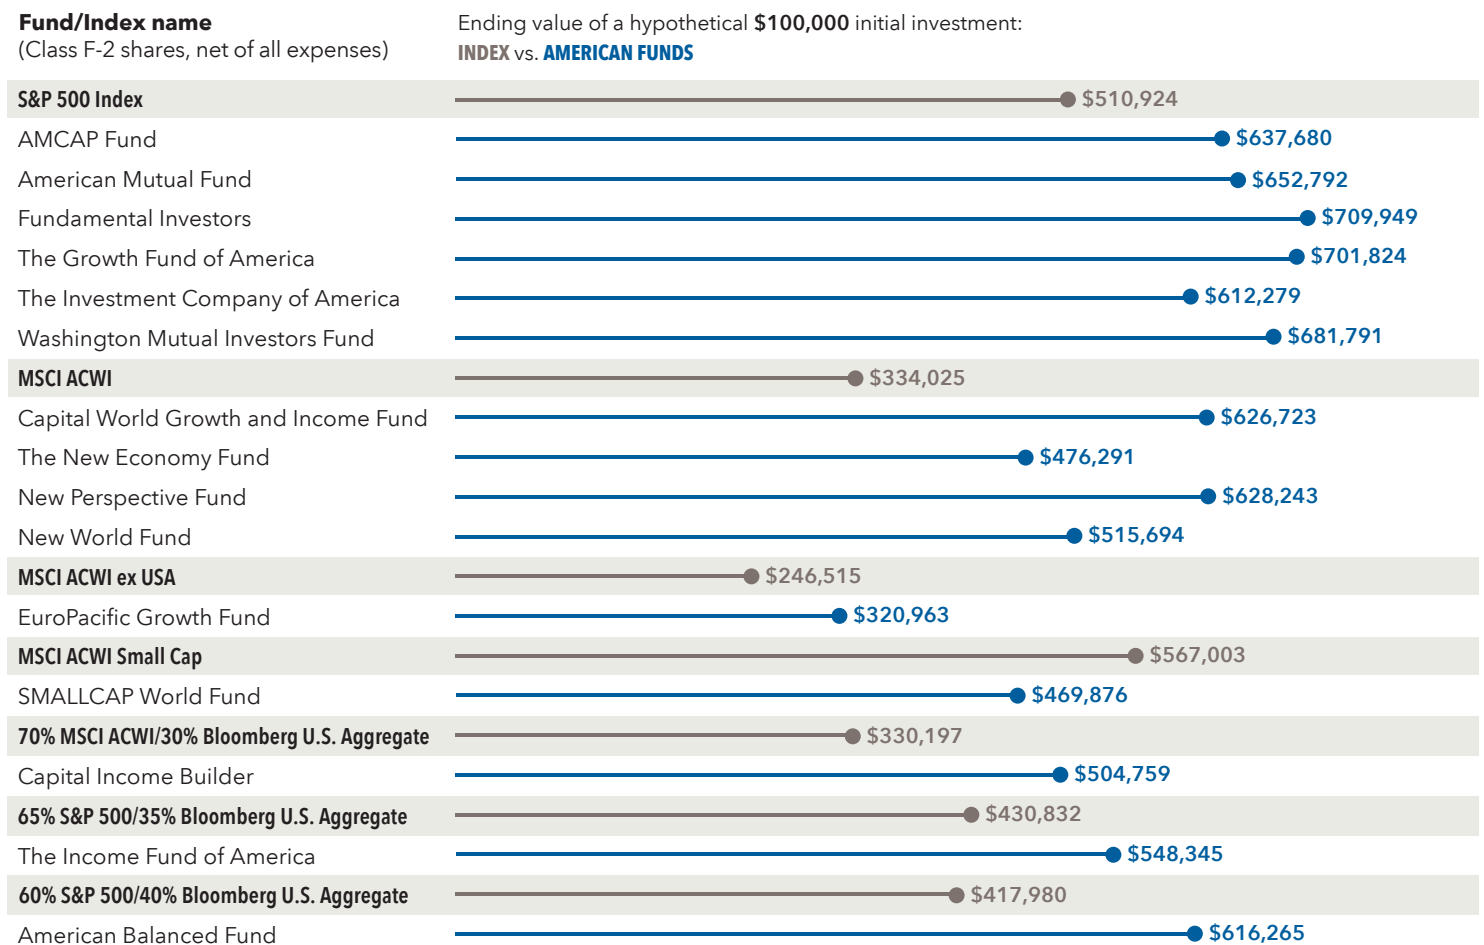 Fund/Index name
(Class F-2 shares, net of all expenses)
Ending value of a hypothetical $100,000 initial investment:
INDEX vs. AMERICAN FUNDS
S&P 500 Index $510,924
AMCAP Fund $637,680
American Mutual Fund $652,792
Fundamental Investors $709,949
The Growth Fund of America $701,824
The Investment Company of America $612,279
Washington Mutual Investors Fund $681,791
MSCI ACWI $334,025
Capital World Growth and Income Fund $626,723
The New Economy Fund $476,291
New Perspective Fund $628,243
New World Fund $515,694
MSCI ACWI ex USA $246,515
EuroPacific Growth Fund $320,963
MSCI ACWI Small Cap $567,003
SMALLCAP World Fund $469,876
70% MSCI ACWI/30% Bloomberg U.S. Aggregate $330,197
Capital Income Builder $504,759
65% S&P 500/35% Bloomberg U.S. Aggregate $430,832
The Income Fund of America $548,345
60% S&P 500/40% Bloomberg U.S. Aggregate $417,980
American Balanced Fund $616,265